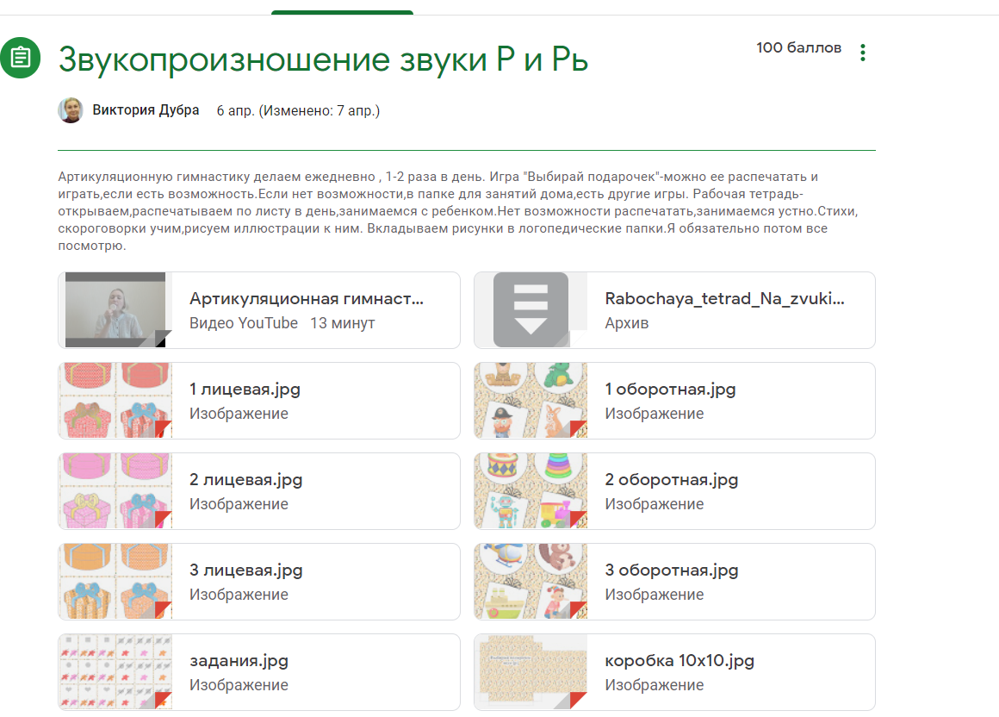 Звукопроизношение звуки Р и Рь
100 баллов
Виктория Дубра 6 апр. (Изменено: 7 апр.)
Артикуляционную гимнастику делаем ежедневно , 1-2 раза в день. Игра "Выбирай подарочек"-можно ее распечатать и
играть,если есть возможность.Если нет возможности,в папке для занятий дома,есть другие игры. Рабочая тетрадь-
открываем,распечатываем по листу в день,занимаемся с ребенком.Нет возможности распечатать,занимаемся устно.Стихи,
скороговорки учим,рисуем иллюстрации к ним. Вкладываем рисунки в логопедические папки.Я обязательно потом все
посмотрю.
Артикуляционная гимнаст...
Видео YouTube 13 минут
Rabochaya_tetrad_Na_zvuki...
Архив
1 лицевая.jpg
Изображение
1 оборотная.jpg
Изображение
2 лицевая.jpg
Изображение
2 оборотная.jpg
Изображение
3 лицевая.jpg
Изображение
3 оборотная.jpg
Изображение
задания.jpg
Изображение
коробка 10x10.jpg
Изображение